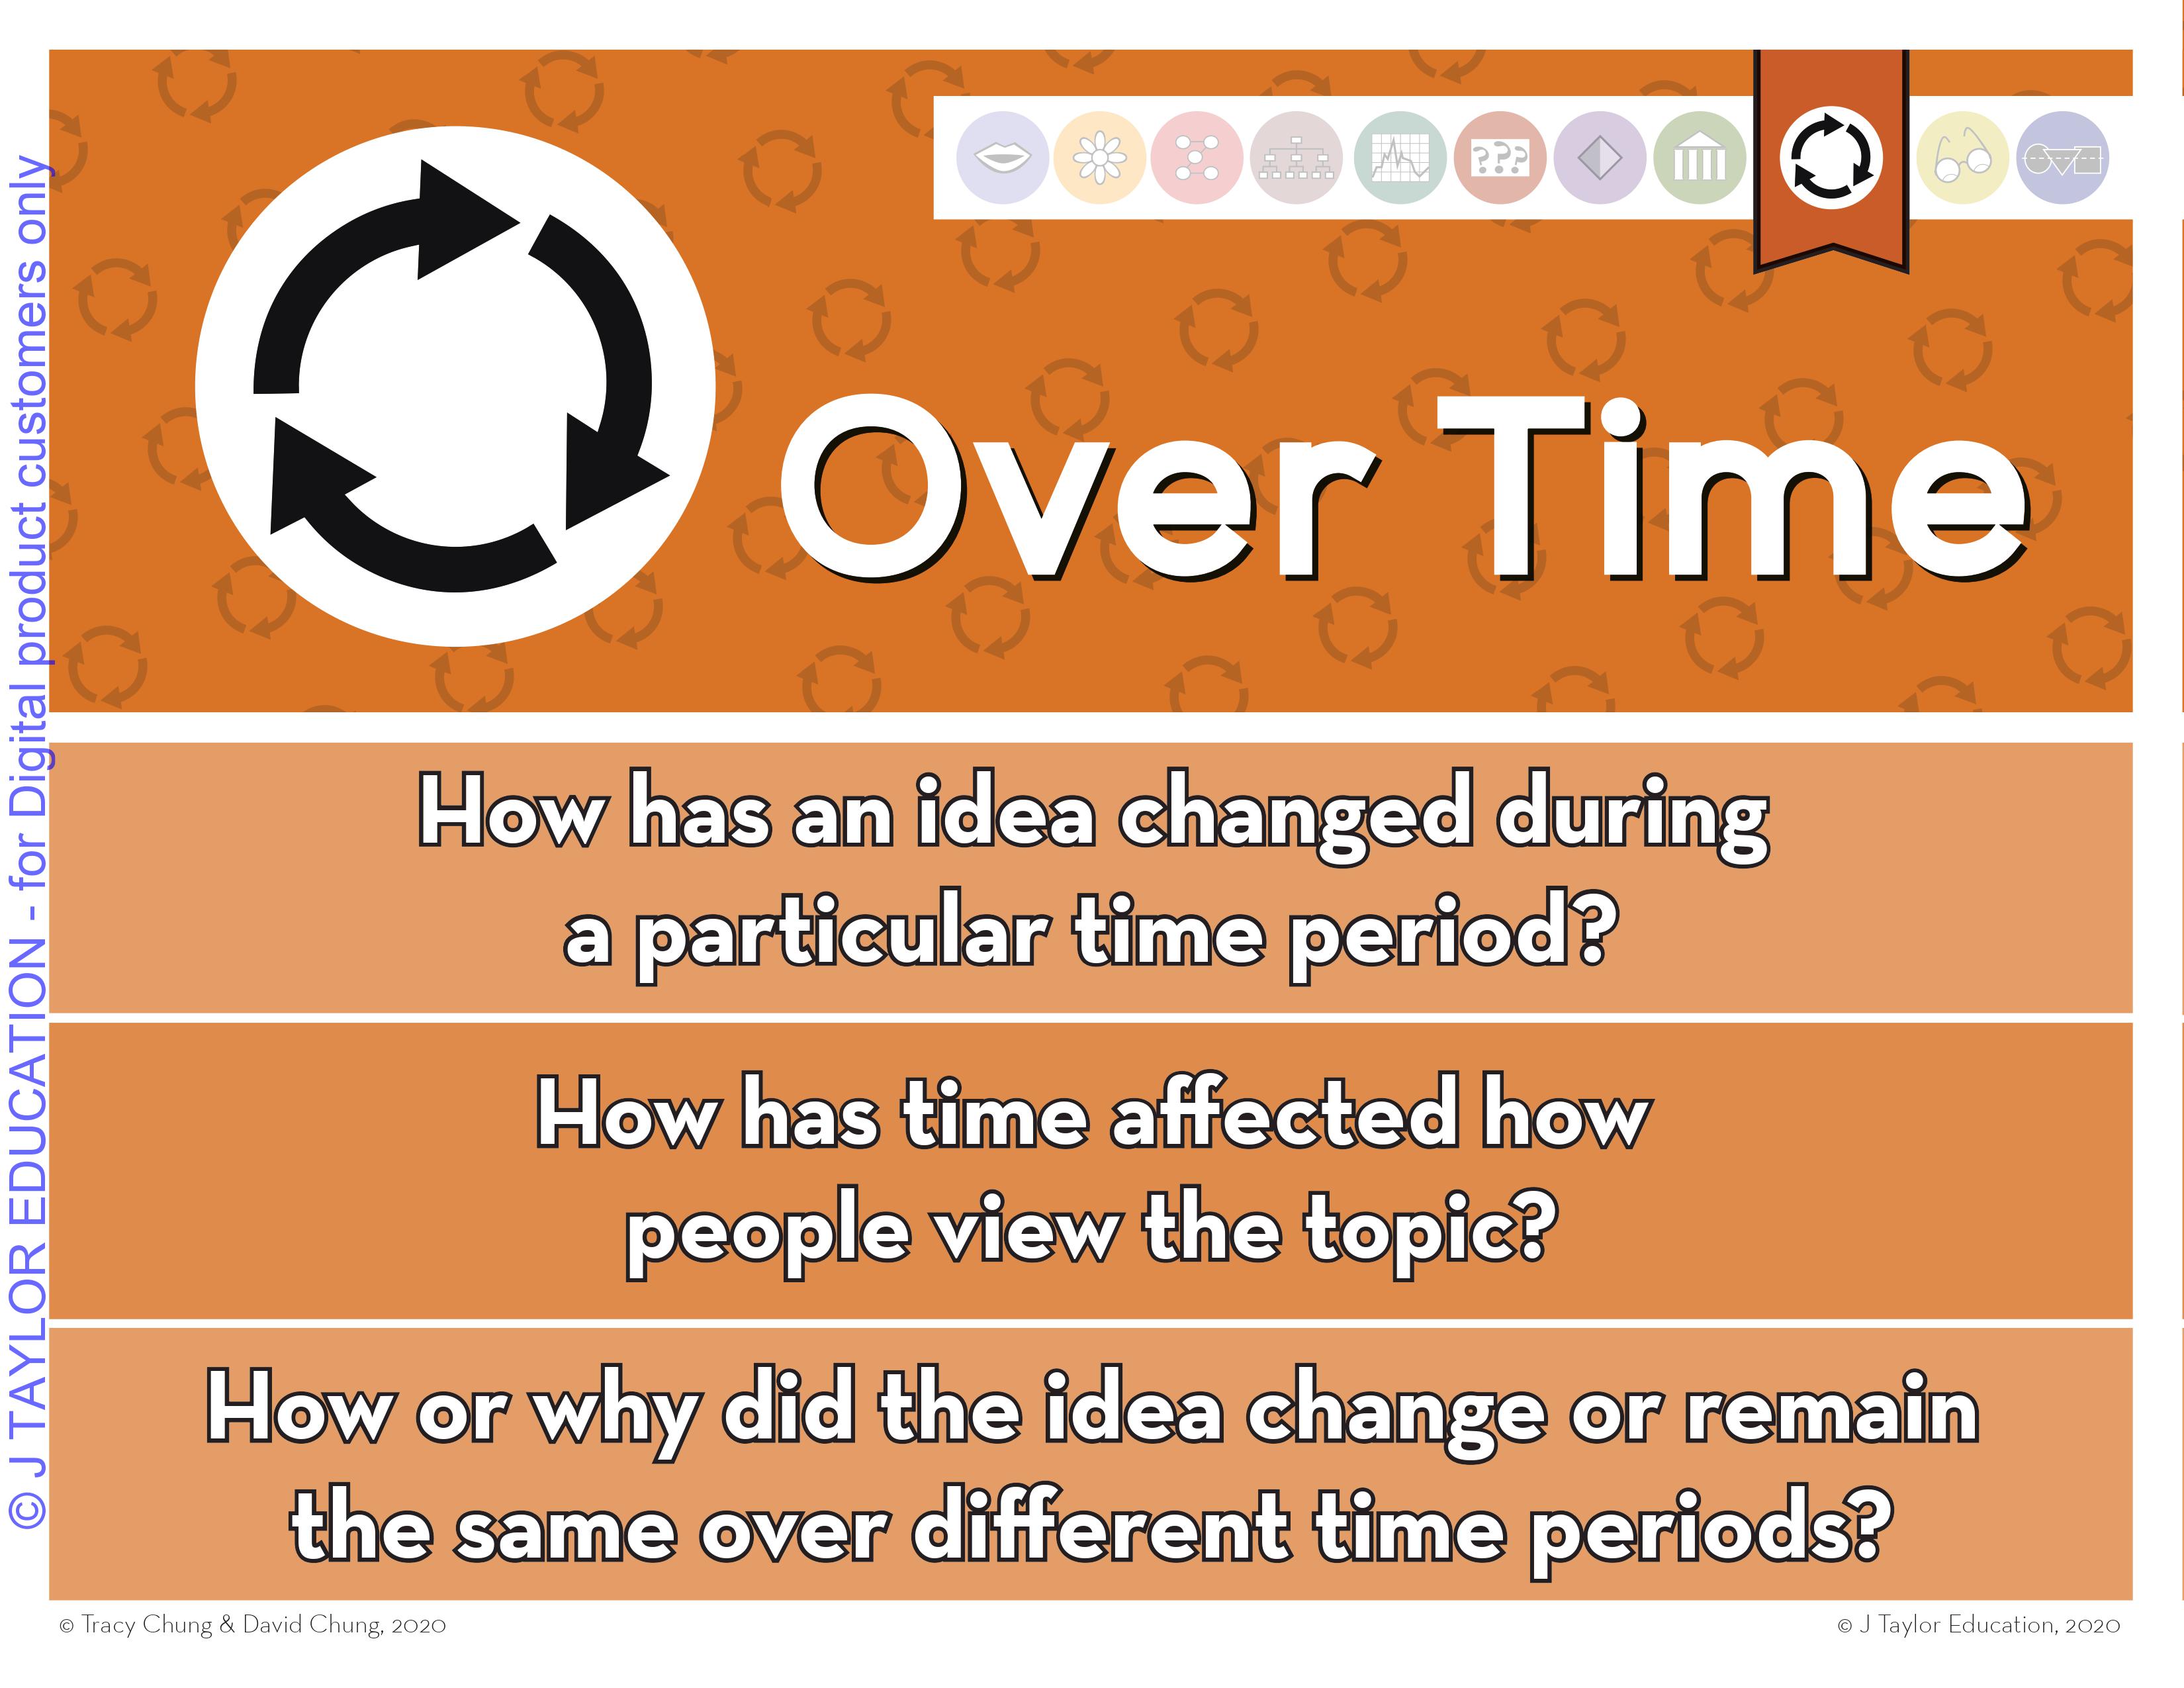 © J TAYLOR EDUCATION - for Digital product customers only
? ? ?
Over Time
How has an idea changed during
a particular time period?
How has time affected how
people view the topic?
How or why did the idea change or remain
the same over different time periods?
© Tracy Chung & David Chung, 2020
© J Taylor Education, 2020